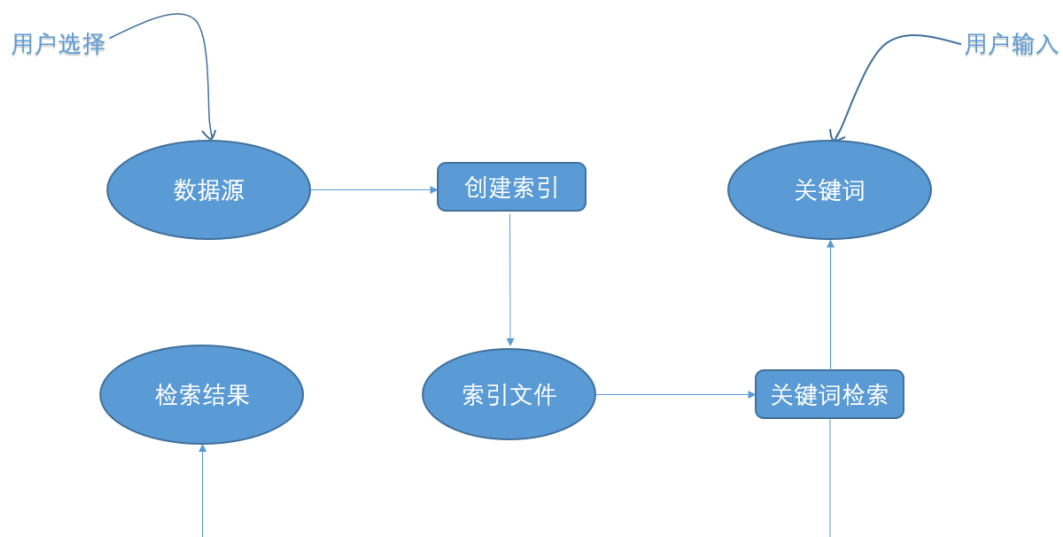 用户选择
用户输入
数据源
创建索引
关键词
检索结果
索引文件
关键词检索